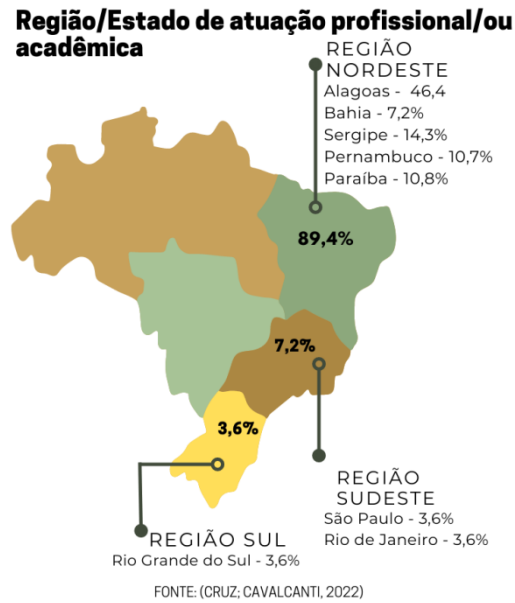 Região/Estado de atuação profissional/ou
acadêmica
REGIÃO
NORDESTE
Alagoas - 46,4
Bahia - 7,2%
Sergipe - 14,3%
Pernambuco - 10,7%
Paraíba - 10,8%
89,4%
7,2%
3,6%
REGIÃO
SUDESTE
São Paulo - 3,6%
Rio de Janeiro - 3,6%
REGIÃO SUL
Rio Grande do Sul - 3,6%
FONTE: (CRUZ; CAVALCANTI, 2022)